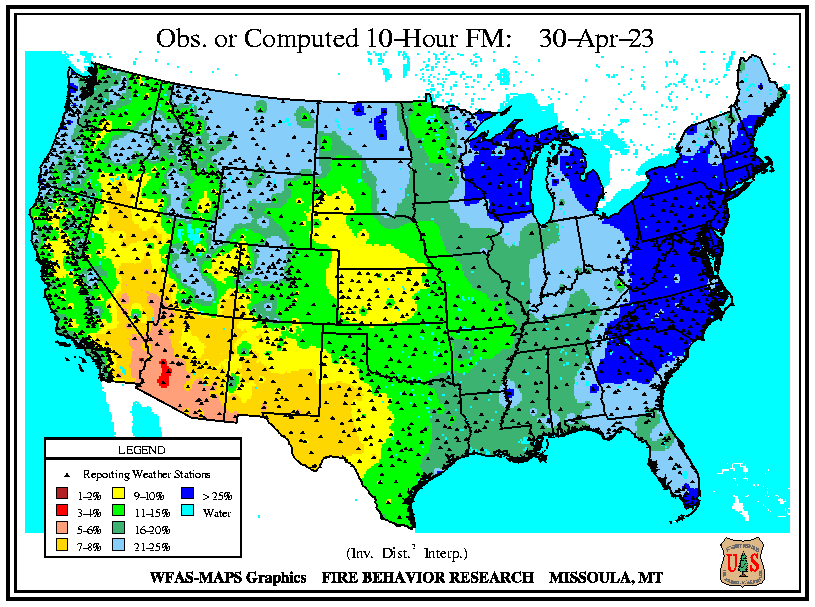 Obs. or Computed 10-Hour FM: 30-Apr-23
LEGEND
Reporting Weather Stations
1-2% 9-10% > 25%
3-4% 11-15% Water
5-6% 16-20%
7-8% 21-25%
(Inv. Dist.² Interp.)
WFAS-MAPS Graphics FIRE BEHAVIOR RESEARCH MISSOULA, MT
U S